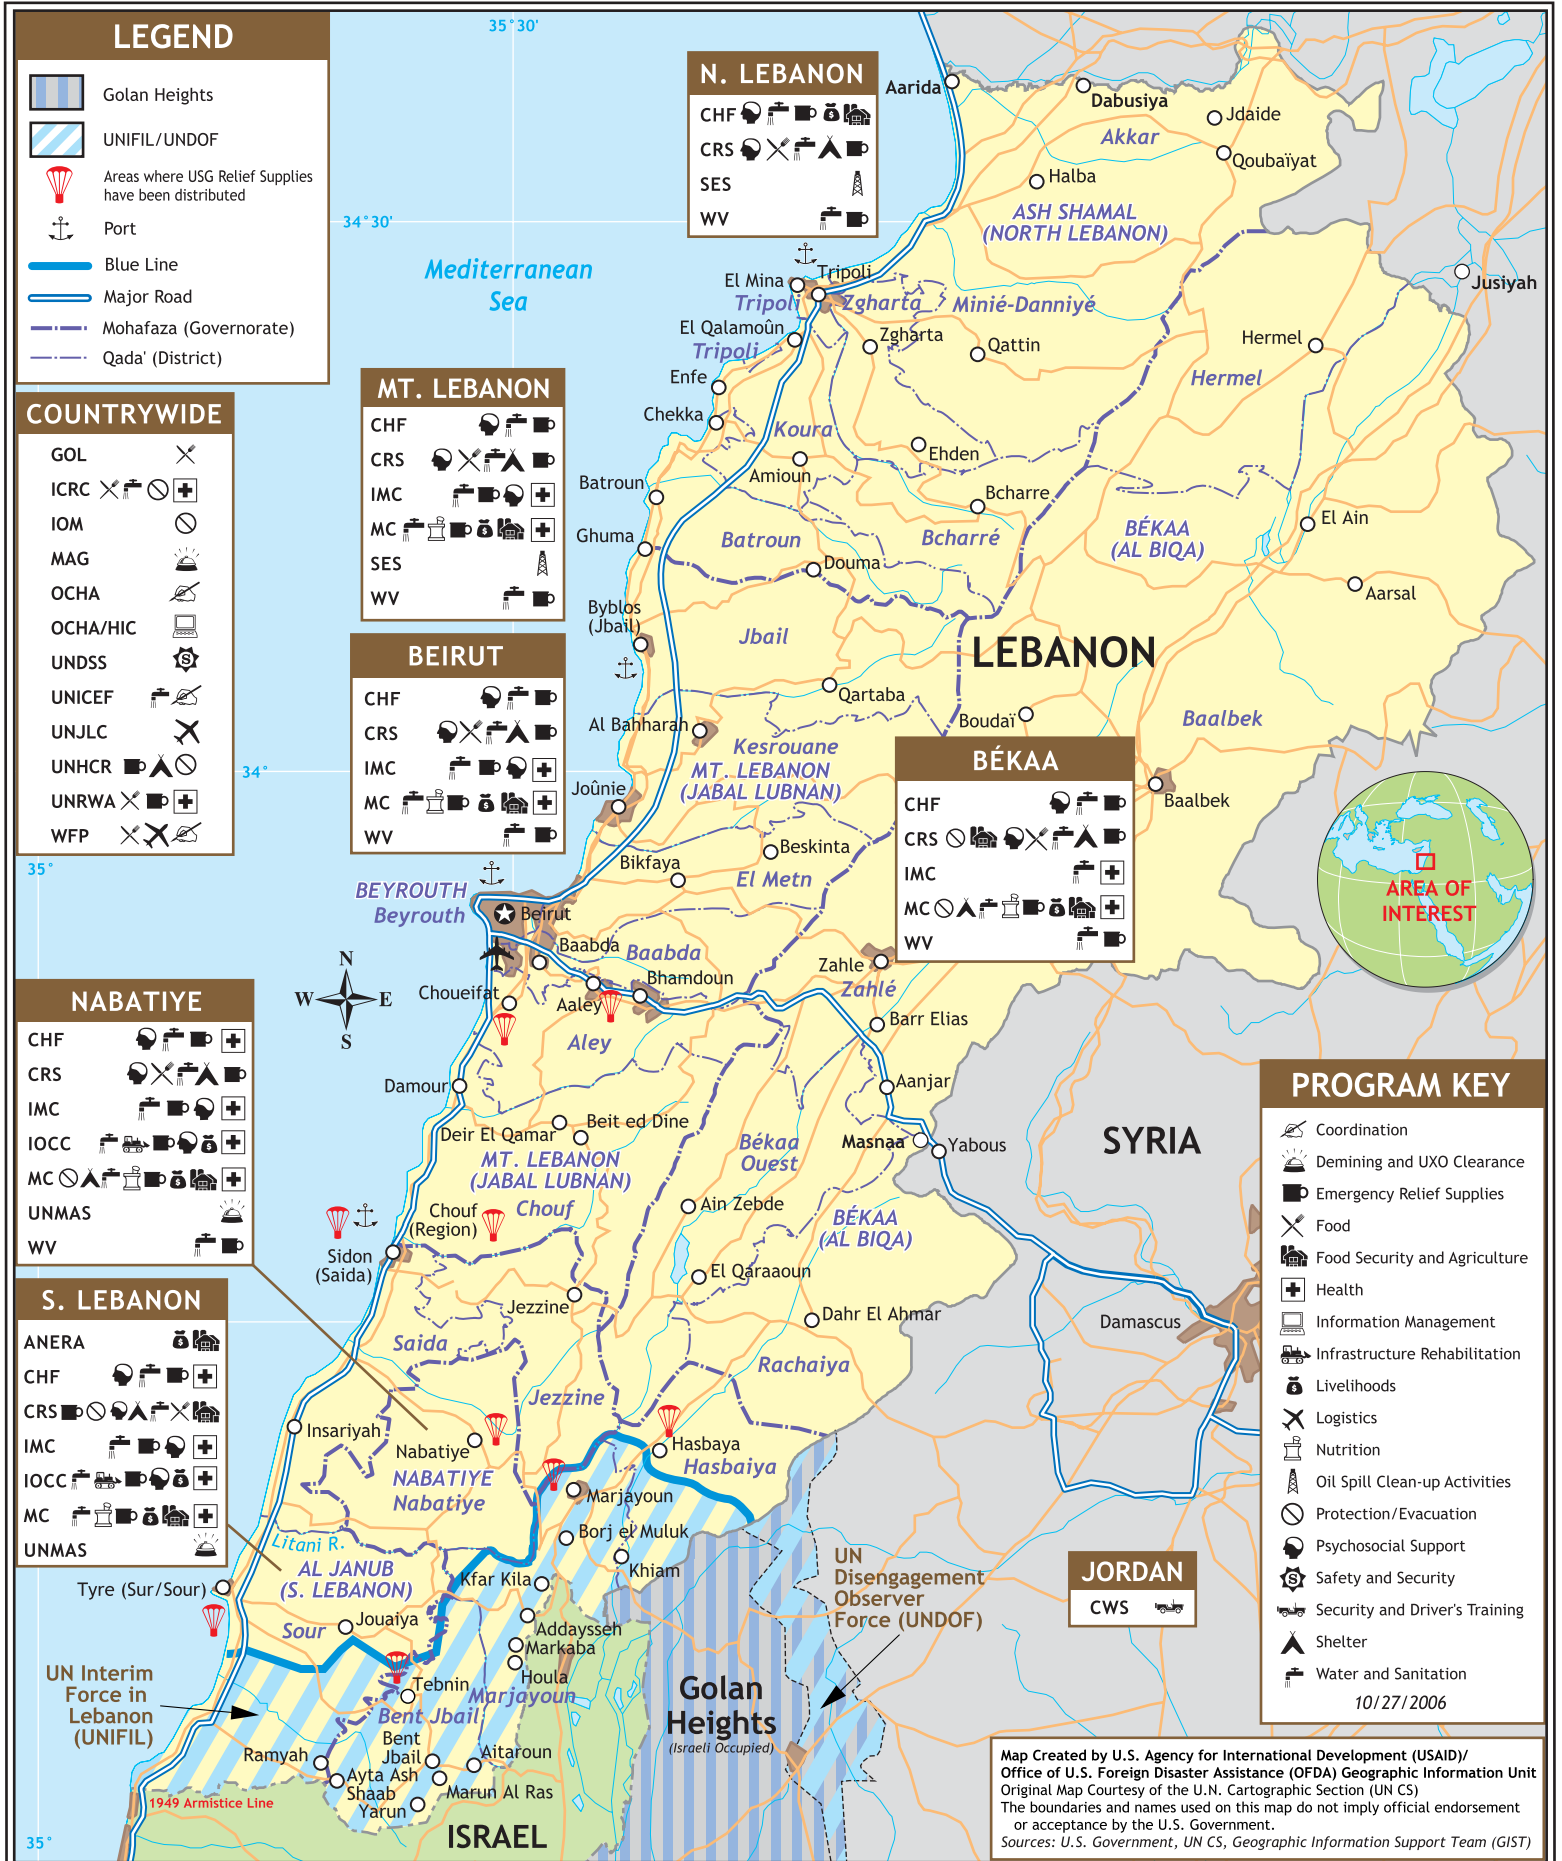 LEGEND
Golan Heights
UNIFIL/UNDOF
Areas where USG Relief Supplies
have been distributed
Port
Blue Line
Major Road
Mohafaza (Governorate)
Qada' (District)
COUNTRYWIDE
GOL
ICRC
IOM
MAG
OCHA
OCHA/HIC
UNDSS
UNICEF
UNJLC
UNHCR
UNRWA
WFP
N. LEBANON
CHF
CRS
SES
WV
MT. LEBANON
CHF
CRS
IMC
MC
SES
WV
BEIRUT
CHF
CRS
IMC
MC
WV
BÉKAA
CHF
CRS
IMC
MC
WV
NABATIYE
CHF
CRS
IMC
IOCC
MC
UNMAS
WV
S. LEBANON
ANERA
CHF
CRS
IMC
IOCC
MC
UNMAS
JORDAN
CWS
PROGRAM KEY
Coordination
Demining and UXO Clearance
Emergency Relief Supplies
Food
Food Security and Agriculture
Health
Information Management
Infrastructure Rehabilitation
Livelihoods
Logistics
Nutrition
Oil Spill Clean-up Activities
Protection/Evacuation
Psychosocial Support
Safety and Security
Security and Driver's Training
Shelter
Water and Sanitation
10/27/2006
35°30'
34°30'
34°
35°
35°
Mediterranean
Sea
Aarida
Dabusiya
Jdaide
Akkar
Qoubaïyat
Halba
ASH SHAMAL
(NORTH LEBANON)
Jusiyah
El Mina
Tripoli
Tripoli
Zgharta
Minié-Danniyé
El Qalamoûn
Tripoli
Zgharta
Qattin
Hermel
Hermel
Enfe
Chekka
Koura
Ehden
Amioun
Batroun
Bcharre
El Ain
Ghuma
Batroun
Bcharré
BÉKAA
(AL BIQA)
Douma
Aarsal
Byblos
(Jbail)
Jbail
LEBANON
Qartaba
Boudaï
Baalbek
Al Bahharah
Kesrouane
MT. LEBANON
(JABAL LUBNAN)
Joûnie
Baalbek
Beskinta
Bikfaya
El Metn
AREA OF
INTEREST
BEYROUTH
Beyrouth
Beirut
Baabda
Baabda
Bhamdoun
Zahle
Zahlé
Choueifat
Aaley
Barr Elias
N
W
E
S
Aley
Damour
Aanjar
Beit ed Dine
Deir El Qamar
Békaa
Ouest
Masnaa
Yabous
SYRIA
MT. LEBANON
(JABAL LUBNAN)
Chouf
(Region)
Chouf
Ain Zebde
BÉKAA
(AL BIQA)
Sidon
(Saida)
El Qaraaoun
Jezzine
Dahr El Ahmar
Damascus
Saida
Rachaiya
Jezzine
Insariyah
Nabatiye
Hasbaya
Hasbaiya
NABATIYE
Nabatiye
Marjayoun
Borj el Muluk
Litani R.
AL JANUB
(S. LEBANON)
Khiam
Kfar Kila
Tyre (Sur/Sour)
Jouaiya
Sour
Addaysseh
Markaba
Houla
UN
Disengagement
Observer
Force (UNDOF)
UN Interim
Force in
Lebanon
(UNIFIL)
Tebnin
Marjayoun
Bent Jbail
Golan
Heights
(Israeli Occupied)
Ramyah
Bent
Jbail
Aitaroun
Ayta Ash
Shaab
Marun Al Ras
Yarun
1949 Armistice Line
ISRAEL
Map Created by U.S. Agency for International Development (USAID)/
Office of U.S. Foreign Disaster Assistance (OFDA) Geographic Information Unit
Original Map Courtesy of the U.N. Cartographic Section (UN CS)
The boundaries and names used on this map do not imply official endorsement
or acceptance by the U.S. Government.
Sources: U.S. Government, UN CS, Geographic Information Support Team (GIST)